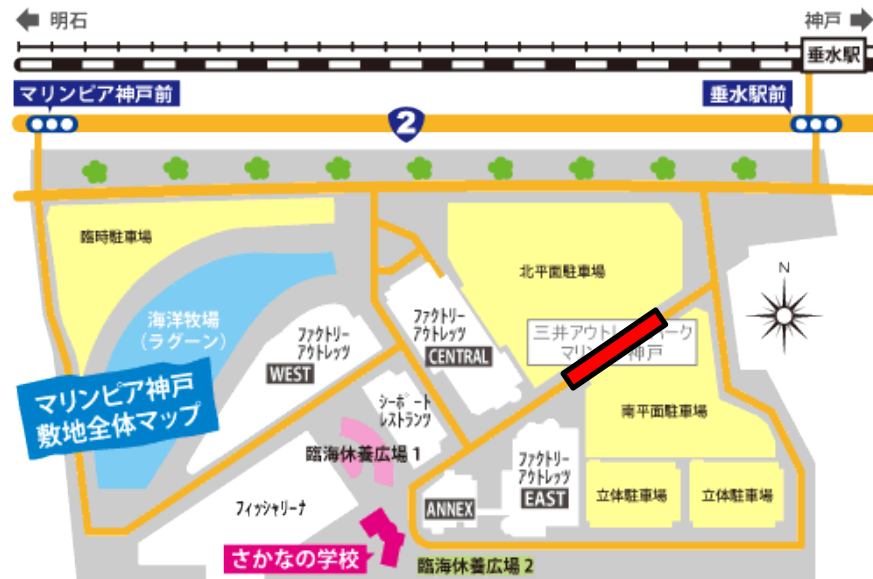 明石
神戸
垂水駅
マリンピア神戸前
垂水駅前
2
臨時駐車場
北平面駐車場
N
海洋牧場
(ラグーン)
ファクトリー
アウトレッツ
WEST
ファクトリー
アウトレッツ
CENTRAL
三井アウト
ーク
マリン
神戸
マリンピア神戸
敷地全体マップ
シーポート
レストランツ
南平面駐車場
臨海休養広場1
ファクトリー
アウトレッツ
EAST
立体駐車場
立体駐車場
フィッシャリーナ
ANNEX
さかなの学校
臨海休養広場2